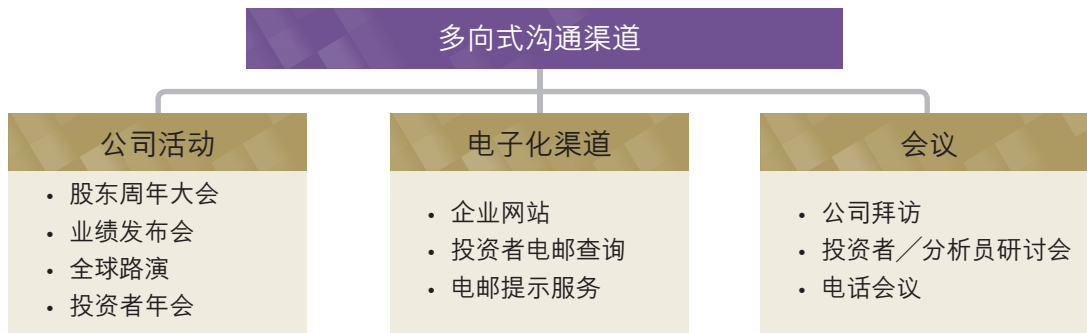 多向式沟通渠道
公司活动
• 股东周年大会
• 业绩发布会
• 全球路演
• 投资者年会
电子化渠道
• 企业网站
• 投资者电邮查询
• 电邮提示服务
会议
• 公司拜访
• 投资者／分析员研讨会
• 电话会议